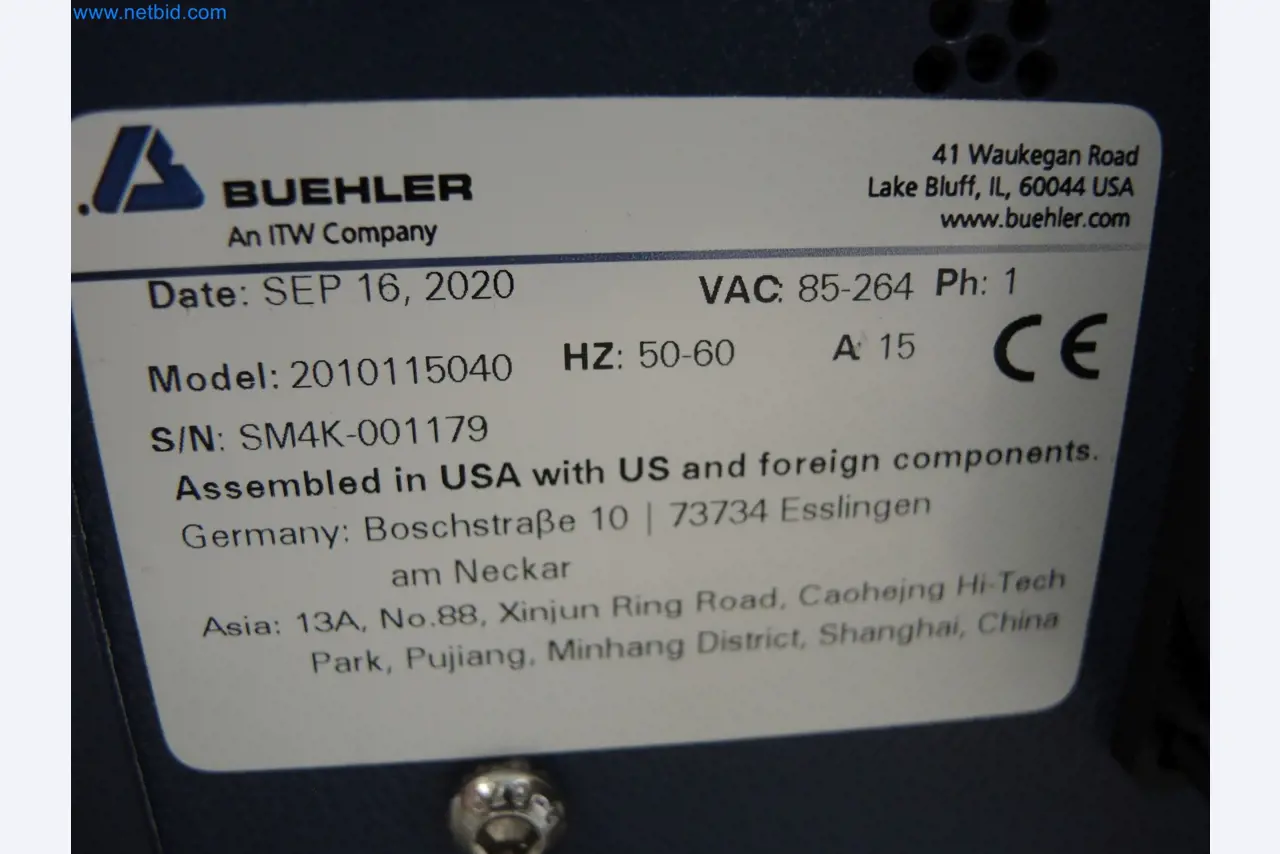 www.netbid.com
BUEHLER
An ITW Company
41 Waukegan Road
Lake Bluff, IL, 60044 USA
www.buehler.com
Date: SEP 16, 2020 VAC: 85-264 Ph: 1
Model: 2010115040 HZ: 50-60 A: 15 CE
S/N: SM4K-001179
Assembled in USA with US and foreign components.
Germany: Boschstraße 10 | 73734 Esslingen
am Neckar
Asia: 13A, No.88, Xinjun Ring Road, Caohejng Hi-Tech
Park, Pujiang, Minhang District, Shanghai, China